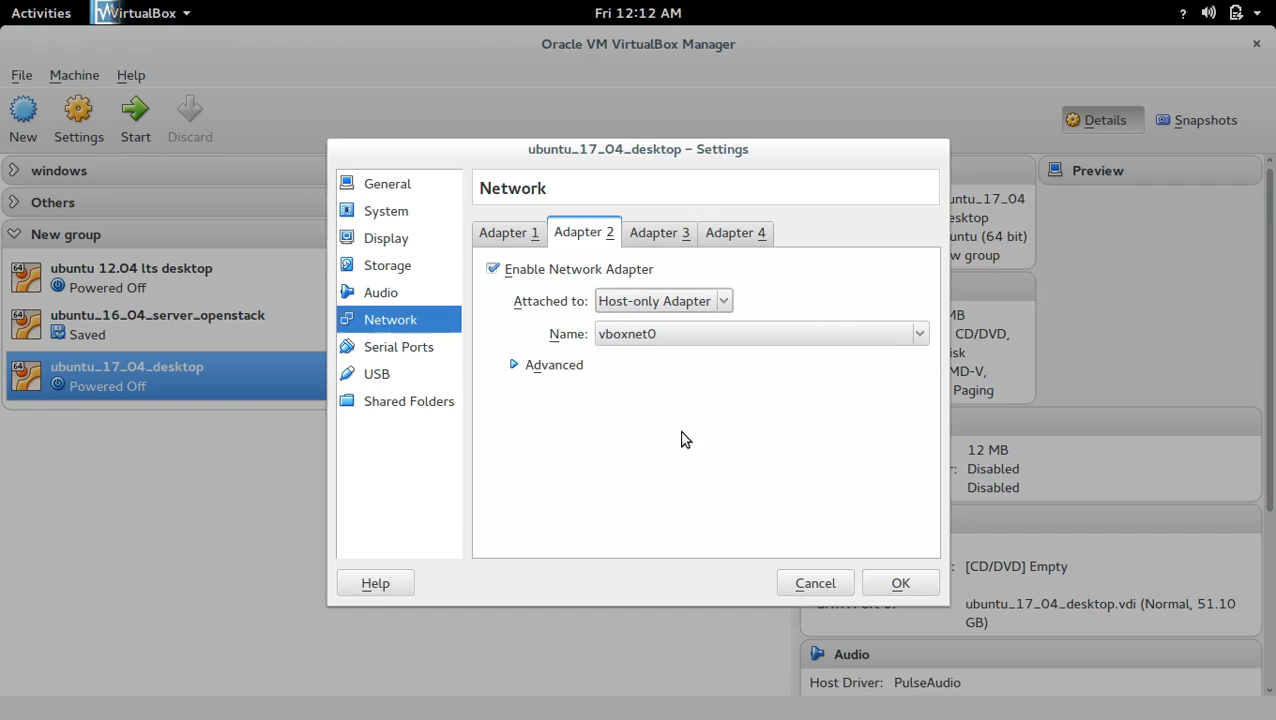 Activities VirtualBox Fri 12:12 AM ?
Oracle VM VirtualBox Manager
File Machine Help
New Settings Start Discard Details Snapshots
windows
Others
New group
64 ubuntu 12.04 lts desktop
Powered Off
64 ubuntu_16_04_server_openstack
Saved
64 ubuntu_17_04_desktop
Powered Off
ubuntu_17_04_desktop – Settings
General
System
Display
Storage
Audio
Network
Serial Ports
USB
Shared Folders
Network
Adapter 1 Adapter 2 Adapter 3 Adapter 4
Enable Network Adapter
Attached to: Host-only Adapter
Name: vboxnet0
Advanced
Help Cancel OK
Preview
untu_17_04
esktop
untu (64 bit)
w group
MB
CD/DVD,
isk
MD-V,
Paging
12 MB
Disabled
Disabled
[CD/DVD] Empty
ubuntu_17_04_desktop.vdi (Normal, 51.10
GB)
Audio
Host Driver: PulseAudio